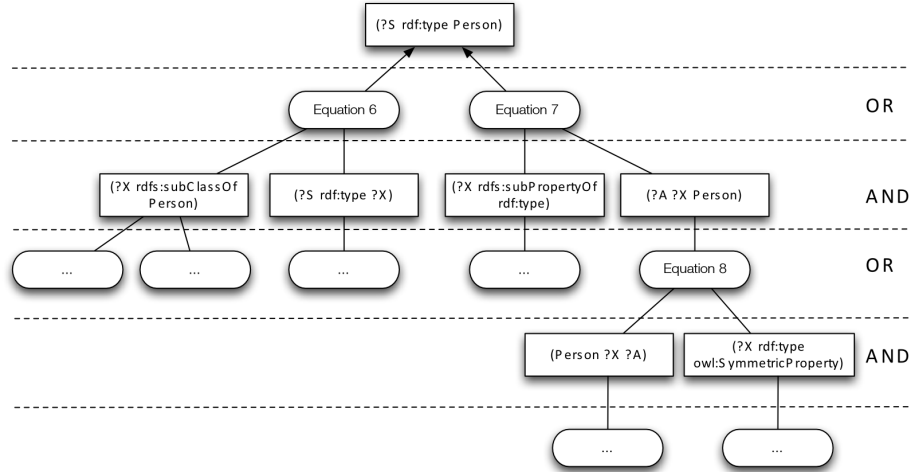 (?S rdf:type Person)
Equation 6
Equation 7
OR
(?X rdfs:subClassOf
Person)
(?S rdf:type ?X)
(?X rdfs:subPropertyOf
rdf:type)
(?A ?X Person)
AND
...
...
...
...
Equation 8
OR
(Person ?X ?A)
(?X rdf:type
owl:SymmetricProperty)
AND
...
...